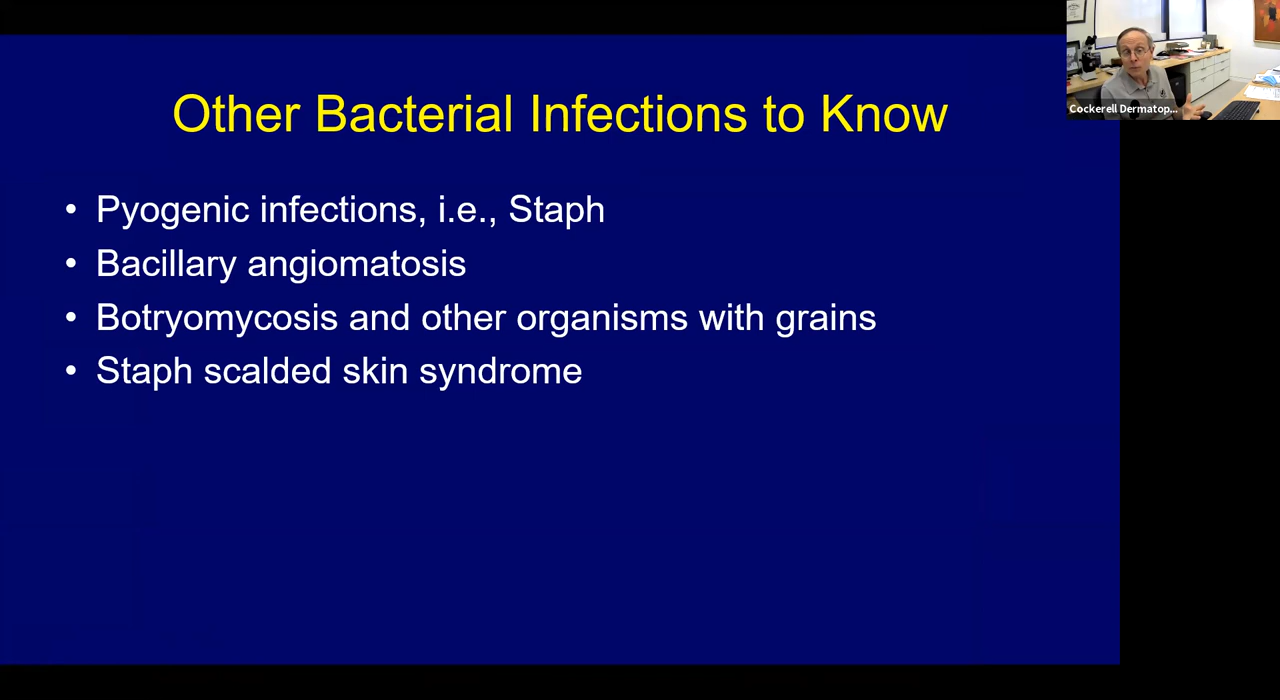 Other Bacterial Infections to Know
• Pyogenic infections, i.e., Staph
• Bacillary angiomatosis
• Botryomycosis and other organisms with grains
• Staph scalded skin syndrome
Cockerell Dermatop...